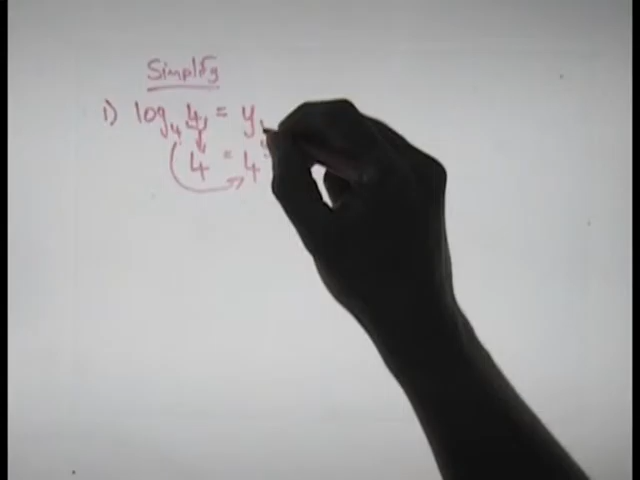 Simplify
1) log₄ 4 = y
4 = 4